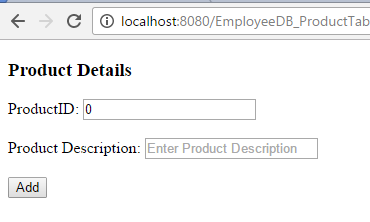 localhost:8080/EmployeeDB_ProductTab
Product Details
ProductID: 0
Product Description: Enter Product Description
Add